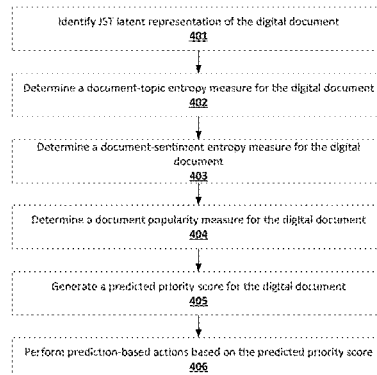 Identify JST latent representation of the digital document
401
Determine a document-topic entropy measure for the digital document
402
Determine a document-sentiment entropy measure for the digital
document
403
Determine a document popularity measure for the digital document
404
Generate a predicted priority score for the digital document
405
Perform prediction-based actions based on the predicted priority score
406